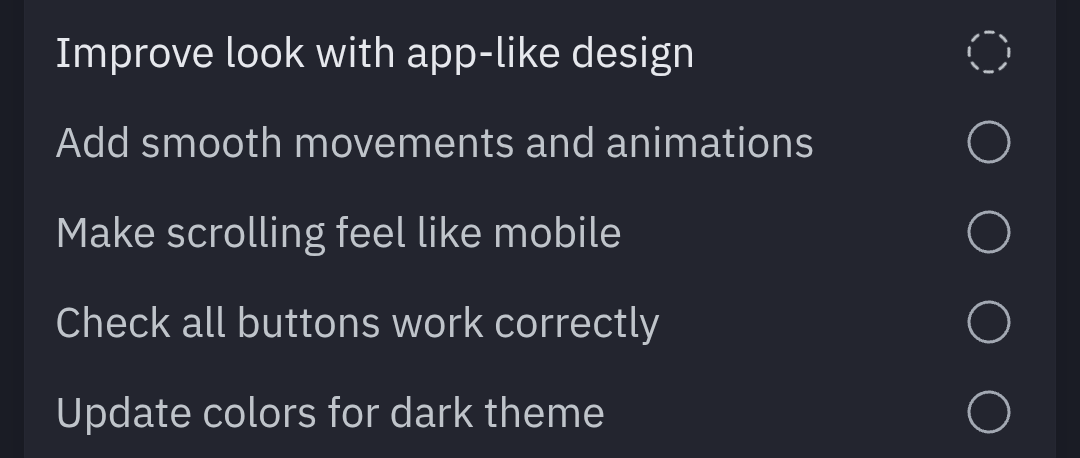 Improve look with app-like design
Add smooth movements and animations
Make scrolling feel like mobile
Check all buttons work correctly
Update colors for dark theme